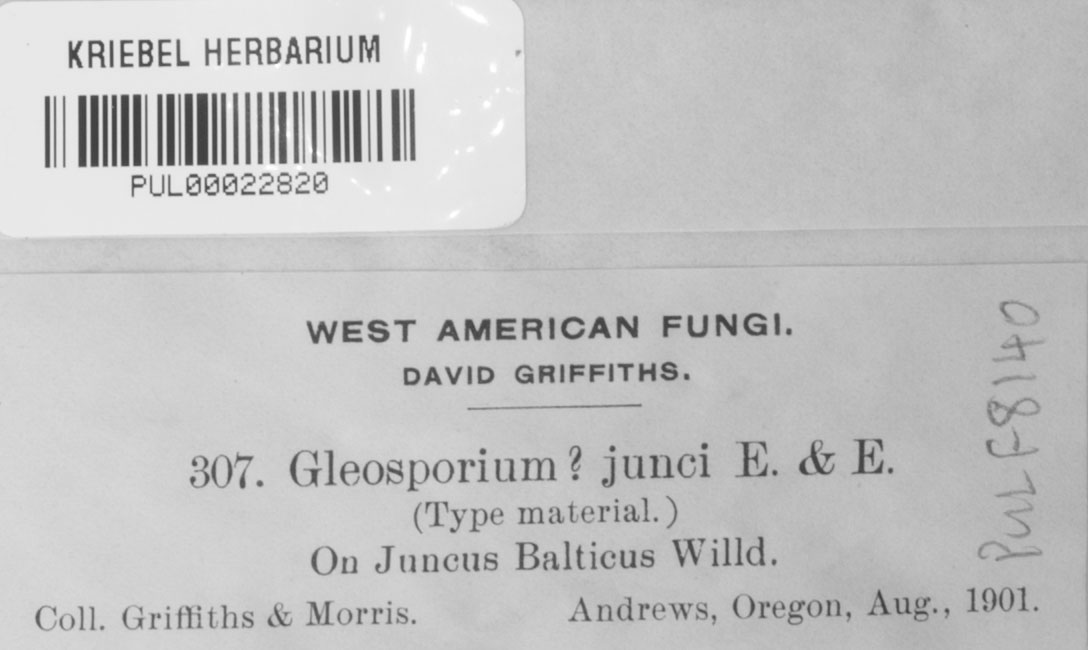 KRIEBEL HERBARIUM
PUL00022820
WEST AMERICAN FUNGI.
DAVID GRIFFITHS.
307. Gleosporium? junci E. & E.
(Type material.)
On Juncus Balticus Willd.
Coll. Griffiths & Morris. Andrews, Oregon, Aug., 1901.
PUL F8140